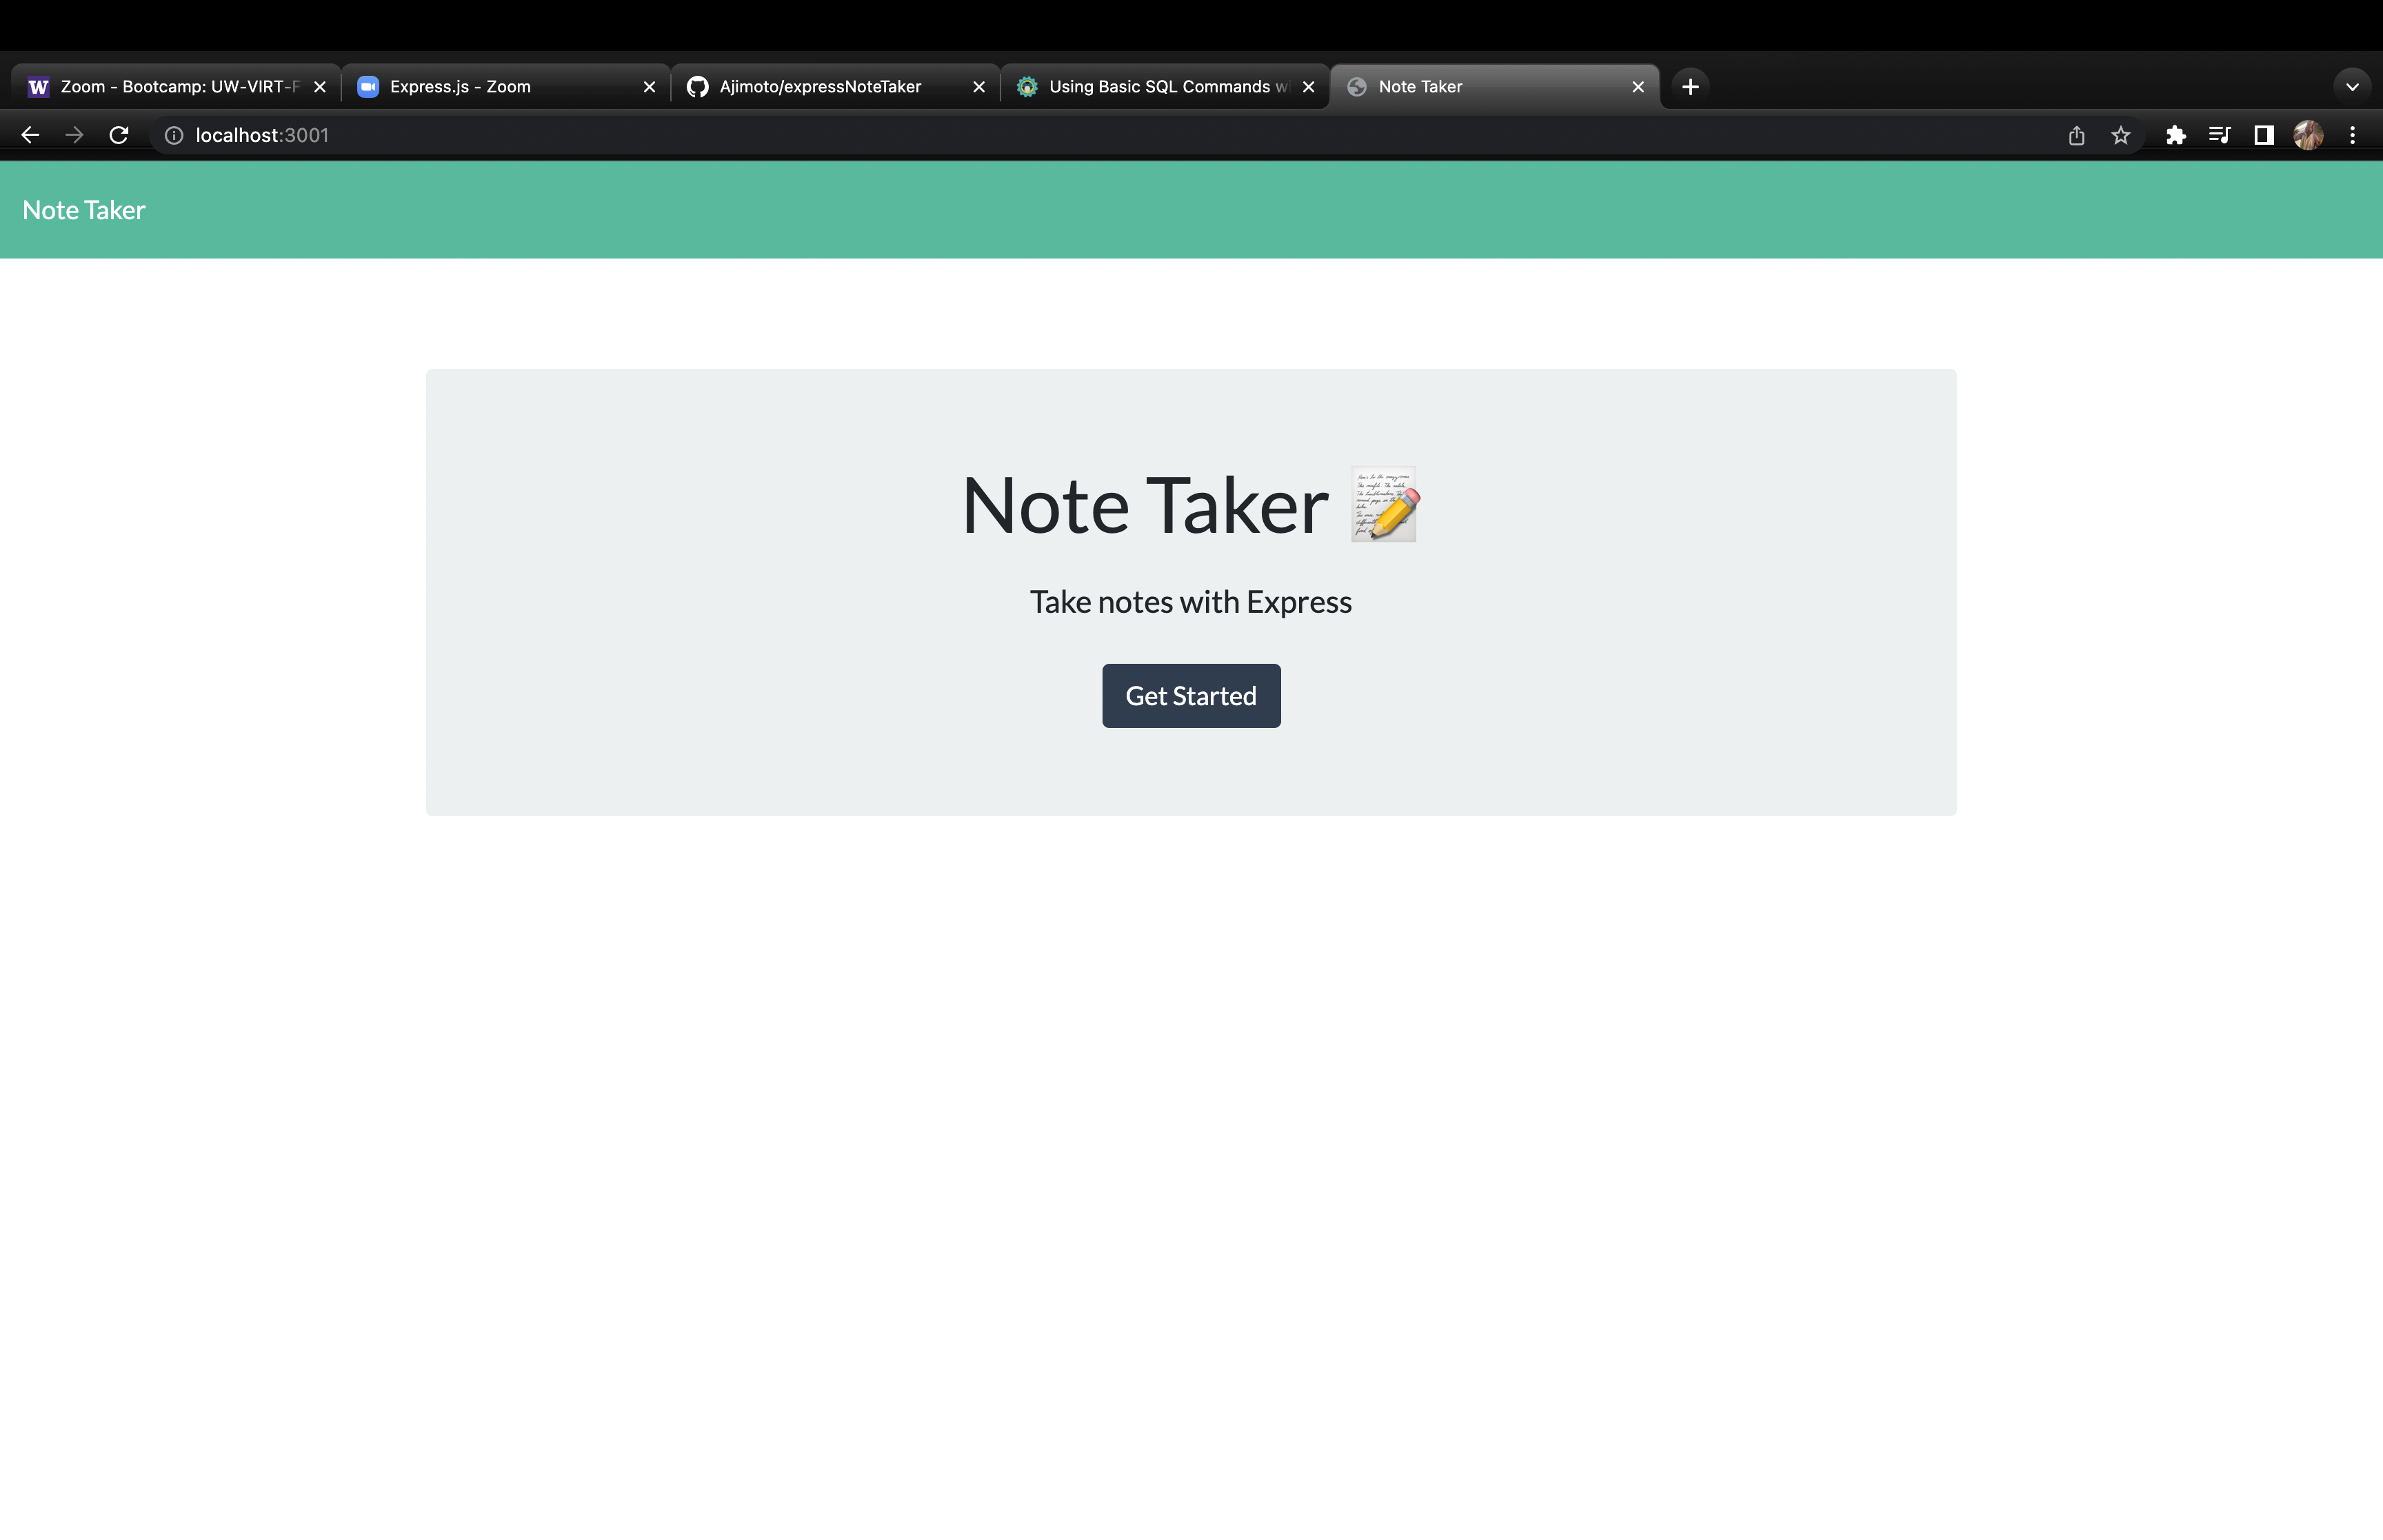 Zoom - Bootcamp: UW-VIRT-F
Express.js - Zoom
Ajimoto/expressNoteTaker
Using Basic SQL Commands wi
Note Taker
localhost:3001
Note Taker
Note Taker
Take notes with Express
Get Started